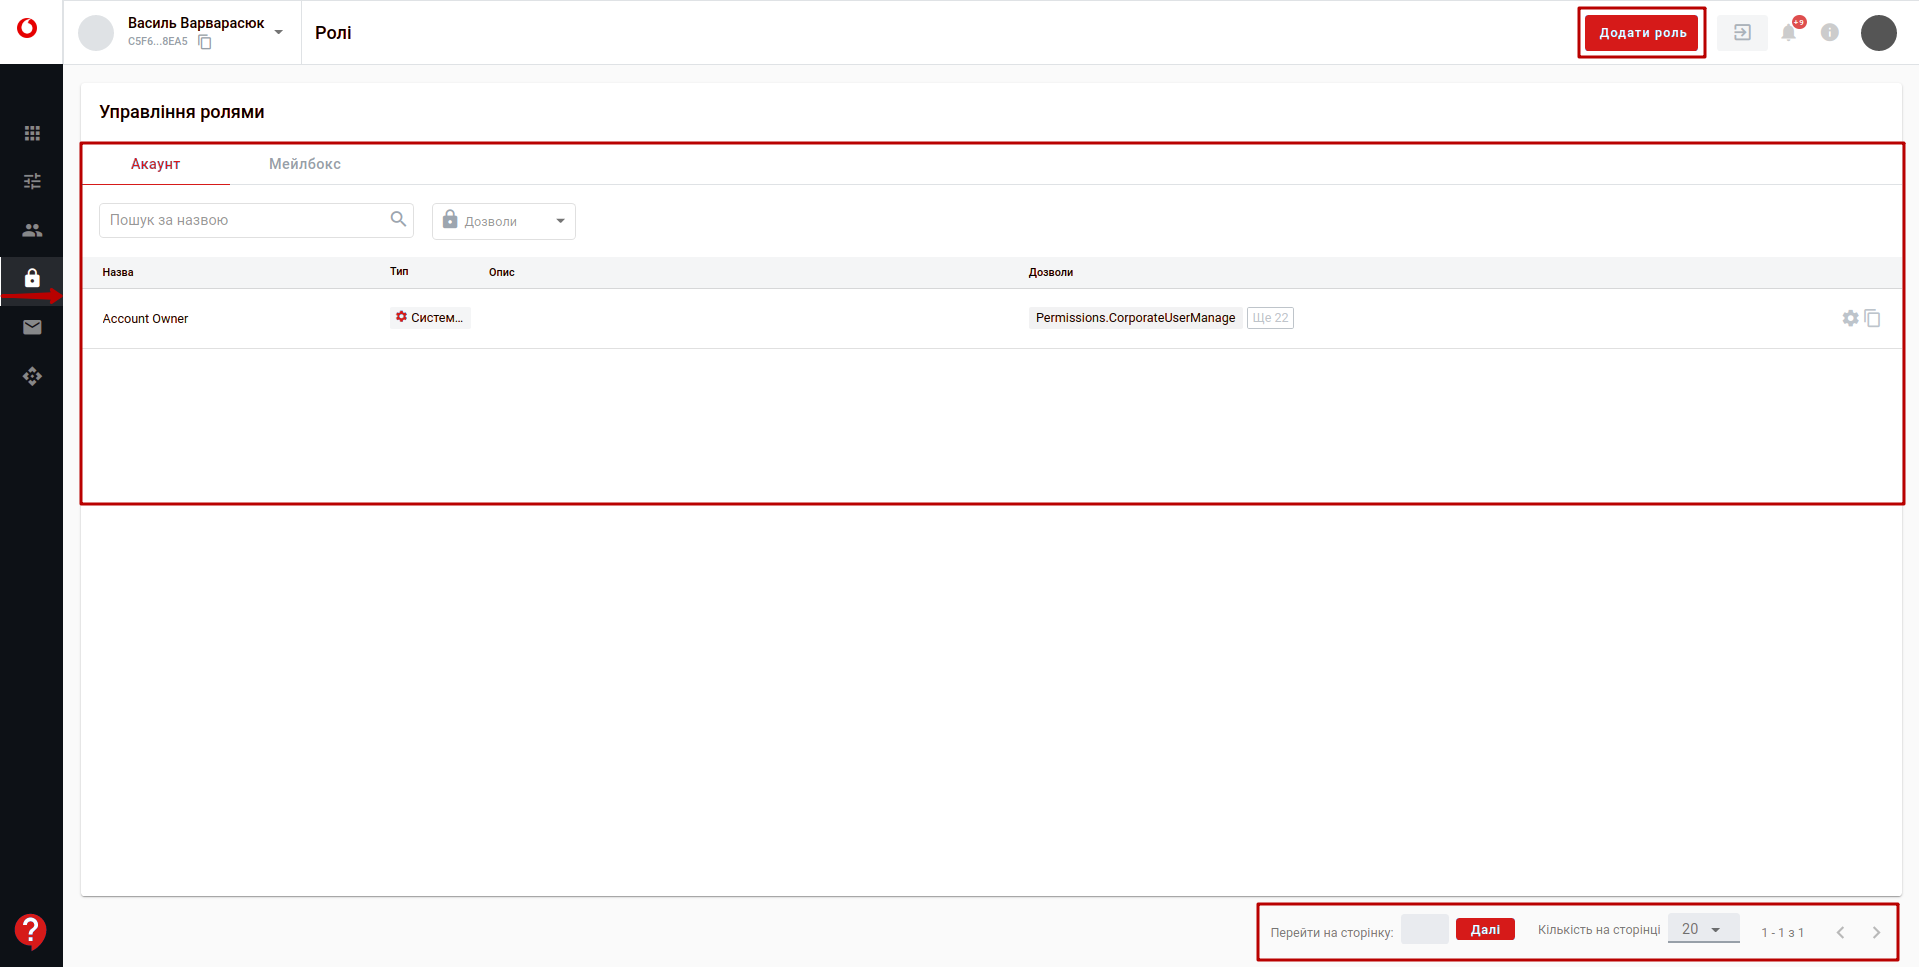 Василь Варварасюк
C5F6...8EA5
Ролі
Додати роль
+9
Управління ролями
Акаунт
Мейлбокс
Пошук за назвою
Дозволи
Назва
Тип
Опис
Дозволи
Account Owner
Систем...
Permissions.CorporateUserManage
Ще 22
Перейти на сторінку:
Далі
Кількість на сторінці
20
1 - 1 з 1